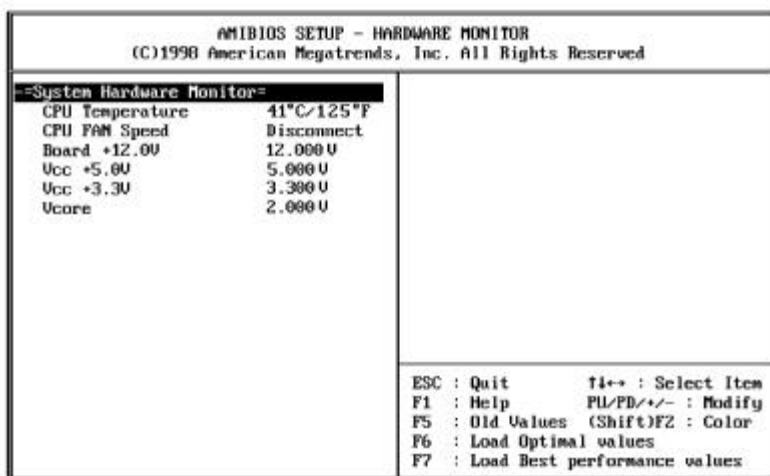 AMIBIOS SETUP - HARDWARE MONITOR
(C)1998 American Megatrends, Inc. All Rights Reserved
-=System Hardware Monitor=
CPU Temperature 41°C/125°F
CPU FAN Speed Disconnect
Board +12.0V 12.000 V
Vcc +5.0V 5.000 V
Vcc +3.3V 3.300 V
Vcore 2.000 V
ESC : Quit ↑↓←→ : Select Item
F1 : Help PU/PD/+/- : Modify
F5 : Old Values (Shift)F2 : Color
F6 : Load Optimal values
F7 : Load Best performance values